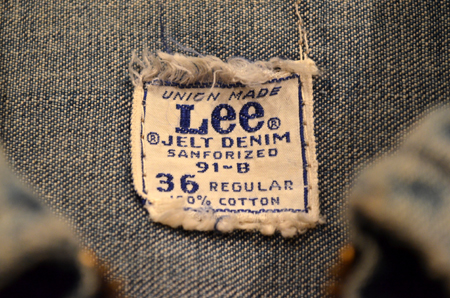 UNION MADE
Lee®
®JELT DENIM
SANFORIZED
91-B
36 REGULAR
100% COTTON